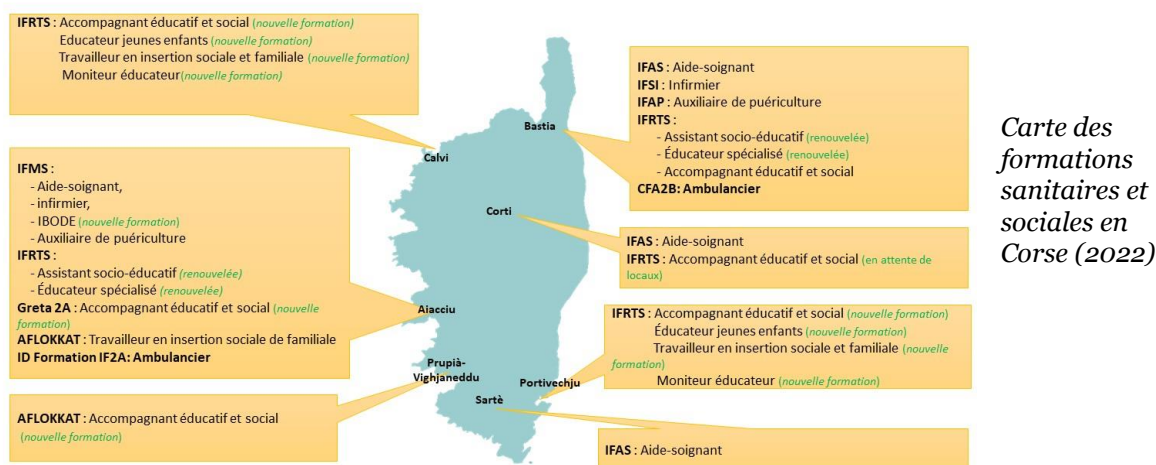 IFRTS : Accompagnant éducatif et social (nouvelle formation)
Educateur jeunes enfants (nouvelle formation)
Travailleur en insertion sociale et familiale (nouvelle formation)
Moniteur éducateur(nouvelle formation)
IFAS : Aide-soignant
IFSI : Infirmier
IFAP : Auxiliaire de puériculture
IFRTS :
- Assistant socio-éducatif (renouvelée)
- Éducateur spécialisé (renouvelée)
- Accompagnant éducatif et social
CFA2B: Ambulancier
Carte des
formations
sanitaires et
sociales en
Corse (2022)
Bastia
Calvi
Corti
Aiacciu
Prupià-
Vighjaneddu
Portivechju
Sartè
IFMS :
- Aide-soignant,
- infirmier,
- IBODE (nouvelle formation)
- Auxiliaire de puériculture
IFRTS :
- Assistant socio-éducatif (renouvelée)
- Éducateur spécialisé (renouvelée)
Greta 2A : Accompagnant éducatif et social (nouvelle
formation)
AFLOKKAT : Travailleur en insertion sociale de familiale
ID Formation IF2A: Ambulancier
IFAS : Aide-soignant
IFRTS : Accompagnant éducatif et social (en attente de
locaux)
IFRTS : Accompagnant éducatif et social (nouvelle formation)
Éducateur jeunes enfants (nouvelle formation)
Travailleur en insertion sociale et familiale (nouvelle
formation)
Moniteur éducateur (nouvelle formation)
AFLOKKAT : Accompagnant éducatif et social
(nouvelle formation)
IFAS : Aide-soignant